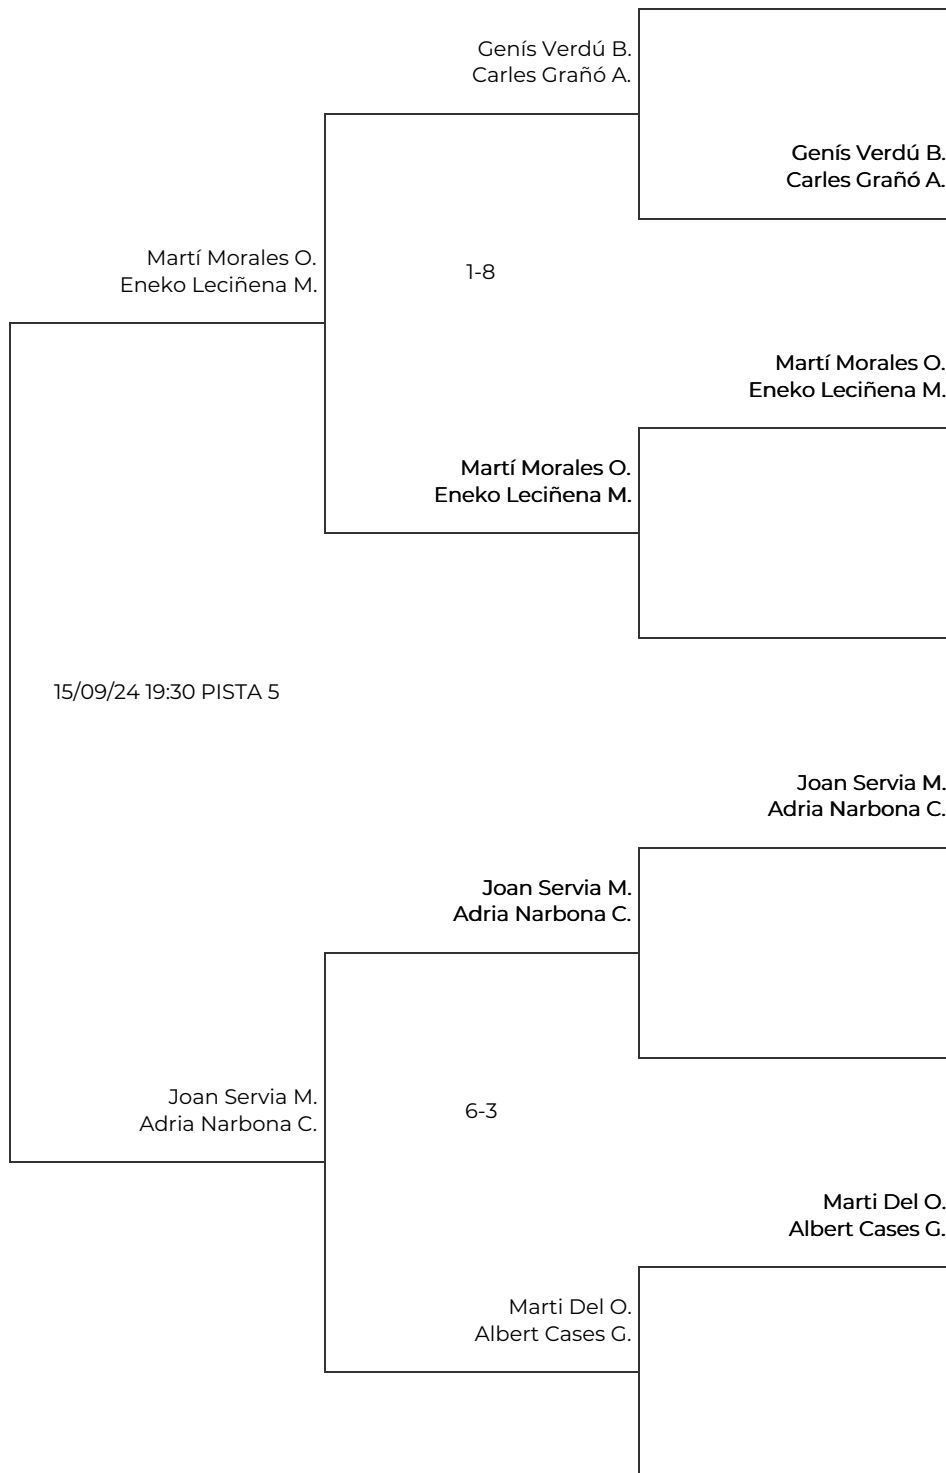 Genís Verdú B.
Carles Grañó A.
Genís Verdú B.
Carles Grañó A.
Martí Morales O.
Eneko Leciñena M.
1-8
Martí Morales O.
Eneko Leciñena M.
Martí Morales O.
Eneko Leciñena M.
15/09/24 19:30 PISTA 5
Joan Servia M.
Adria Narbona C.
Joan Servia M.
Adria Narbona C.
Joan Servia M.
Adria Narbona C.
6-3
Marti Del O.
Albert Cases G.
Marti Del O.
Albert Cases G.